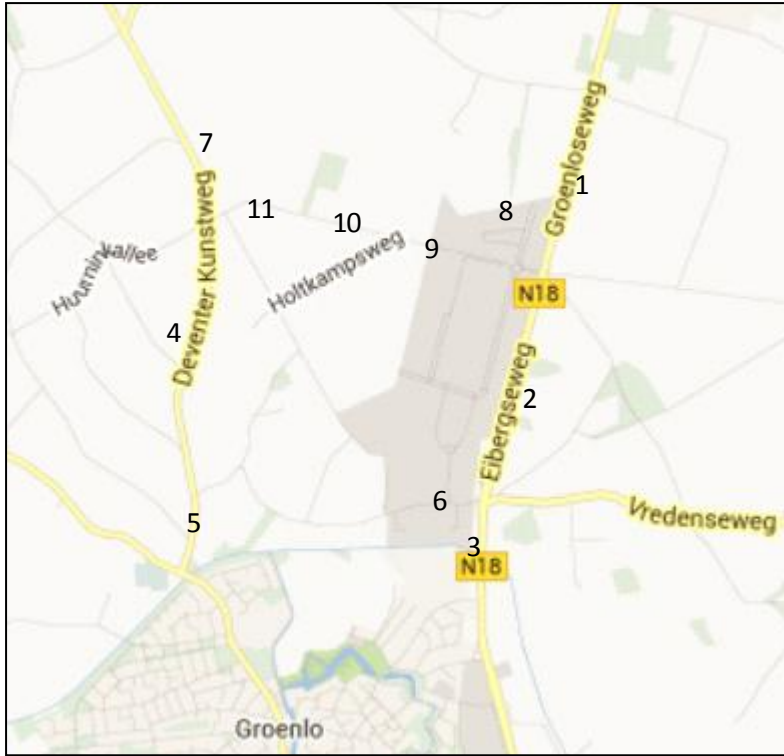 7
1
Groenloseweg
11
10
8
Deventer Kunstweg
Holtkampsweg
9
Huurninkvallee
N18
4
Eibergseweg
2
6
5
Vredenseweg
3
N18
Groenlo